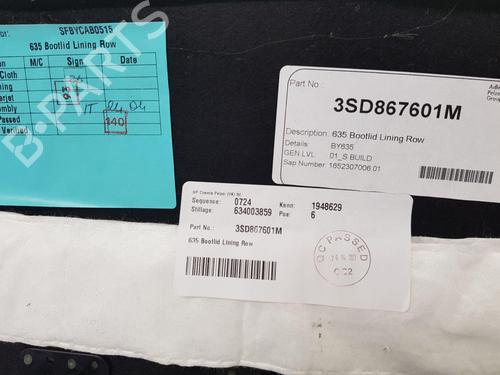 SFBYCAB0515
635 Bootlid Lining Row
M/C Sign Date
Cloth
Passed
140
Verified
Part No:
3SD867601M
Description: 635 Bootlid Lining Row
Details: BY635
GEN LVL: 01_S BUILD
Sap Number 1652307006.01
Sequence: 0724 Kenn: 1948629
Stillage: 634003859 Pos: 6
Part No: 3SD867601M
635 Bootlid Lining Row
QC PASSED
QC2
B-PARTS